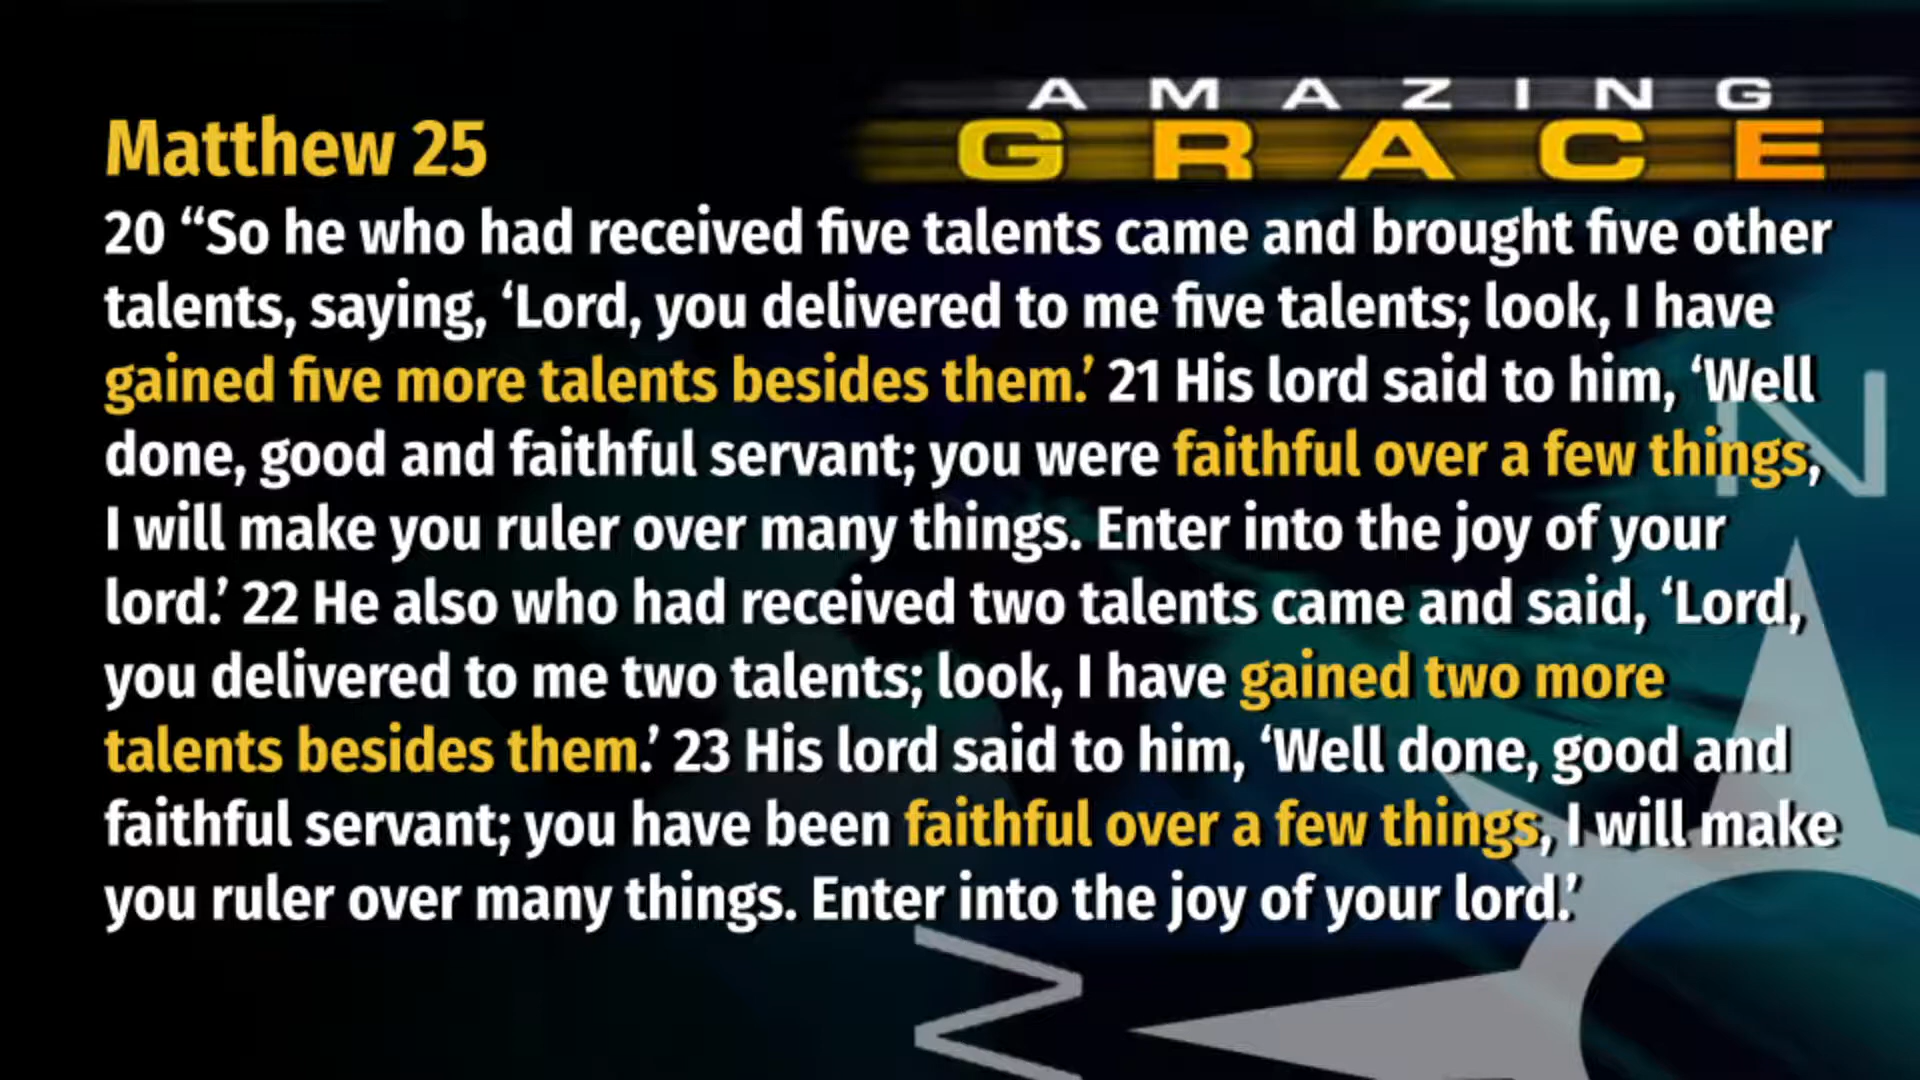 AMAZING
GRACE
Matthew 25
20 “So he who had received five talents came and brought five other
talents, saying, ‘Lord, you delivered to me five talents; look, I have
gained five more talents besides them.’ 21 His lord said to him, ‘Well
done, good and faithful servant; you were faithful over a few things,
I will make you ruler over many things. Enter into the joy of your
lord.’ 22 He also who had received two talents came and said, ‘Lord,
you delivered to me two talents; look, I have gained two more
talents besides them.’ 23 His lord said to him, ‘Well done, good and
faithful servant; you have been faithful over a few things, I will make
you ruler over many things. Enter into the joy of your lord.’
N
W